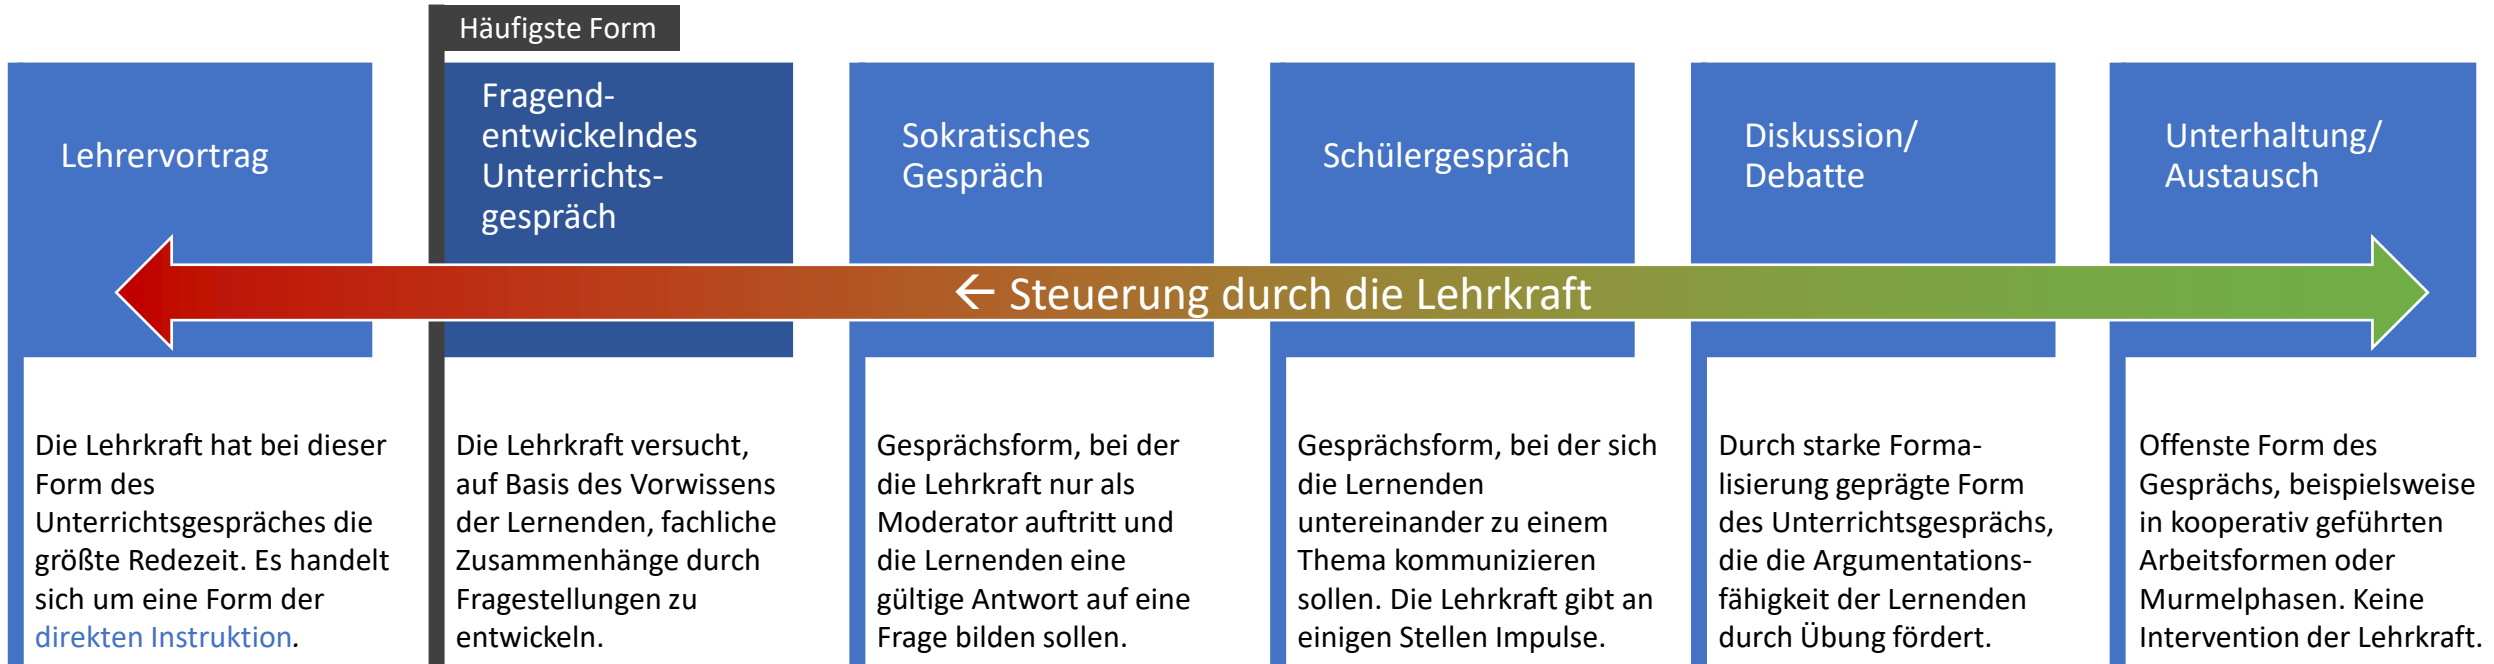 Häufigste Form
Lehrervortrag
Fragend-
entwickelndes
Unterrichts-
gespräch
Sokratisches
Gespräch
Schülergespräch
Diskussion/
Debatte
Unterhaltung/
Austausch
← Steuerung durch die Lehrkraft
Die Lehrkraft hat bei dieser
Form des
Unterrichtsgespräches die
größte Redezeit. Es handelt
sich um eine Form der
direkten Instruktion.
Die Lehrkraft versucht,
auf Basis des Vorwissens
der Lernenden, fachliche
Zusammenhänge durch
Fragestellungen zu
entwickeln.
Gesprächsform, bei der
die Lehrkraft nur als
Moderator auftritt und
die Lernenden eine
gültige Antwort auf eine
Frage bilden sollen.
Gesprächsform, bei der sich
die Lernenden
untereinander zu einem
Thema kommunizieren
sollen. Die Lehrkraft gibt an
einigen Stellen Impulse.
Durch starke Forma-
lisierung geprägte Form
des Unterrichtsgesprächs,
die die Argumentations-
fähigkeit der Lernenden
durch Übung fördert.
Offenste Form des
Gesprächs, beispielsweise
in kooperativ geführten
Arbeitsformen oder
Murmelphasen. Keine
Intervention der Lehrkraft.